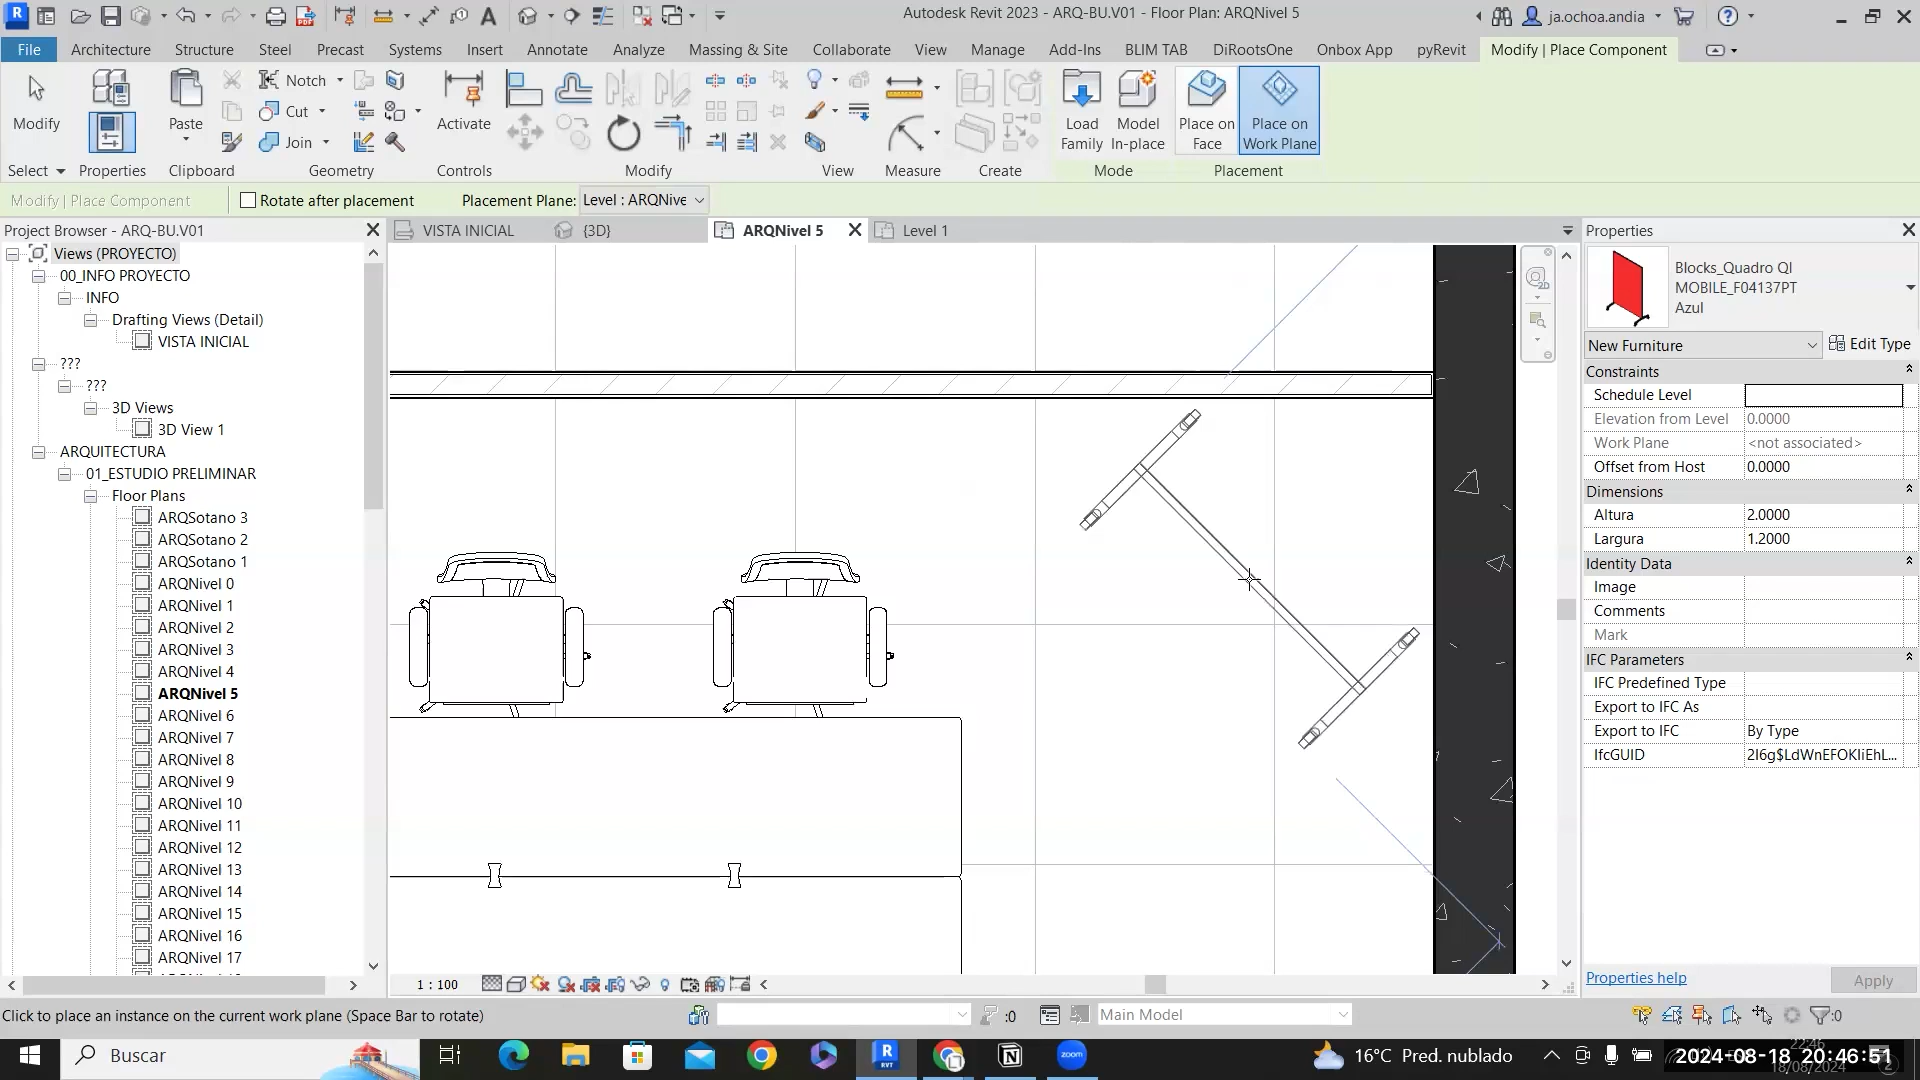 Autodesk Revit 2023 - ARQ-BU.V01 - Floor Plan: ARQNivel 5
ja.ochoa.andia
File Architecture Structure Steel Precast Systems Insert Annotate Analyze Massing & Site Collaborate View Manage Add-Ins BLIM TAB DiRootsOne Onbox App pyRevit Modify | Place Component
Modify
Paste
Notch
Cut
Join
Activate
Load Family
Model In-place
Place on Face
Place on Work Plane
Select Properties Clipboard Geometry Controls Modify View Measure Create Mode Placement
Modify | Place Component
Rotate after placement
Placement Plane: Level : ARQNive
Project Browser - ARQ-BU.V01
VISTA INICIAL
{3D}
ARQNivel 5
Level 1
Views (PROYECTO)
00_INFO PROYECTO
INFO
Drafting Views (Detail)
VISTA INICIAL
???
???
3D Views
3D View 1
ARQUITECTURA
01_ESTUDIO PRELIMINAR
Floor Plans
ARQSotano 3
ARQSotano 2
ARQSotano 1
ARQNivel 0
ARQNivel 1
ARQNivel 2
ARQNivel 3
ARQNivel 4
ARQNivel 5
ARQNivel 6
ARQNivel 7
ARQNivel 8
ARQNivel 9
ARQNivel 10
ARQNivel 11
ARQNivel 12
ARQNivel 13
ARQNivel 14
ARQNivel 15
ARQNivel 16
ARQNivel 17
Properties
Blocks_Quadro QI
MOBILE_F04137PT
Azul
New Furniture
Edit Type
Constraints
Schedule Level
Elevation from Level 0.0000
Work Plane <not associated>
Offset from Host 0.0000
Dimensions
Altura 2.0000
Largura 1.2000
Identity Data
Image
Comments
Mark
IFC Parameters
IFC Predefined Type
Export to IFC As
Export to IFC By Type
Properties help
Apply
1 : 100
Click to place an instance on the current work plane (Space Bar to rotate)
:0
Main Model
:0
Buscar
zoom
16°C Pred. nublado
2024-08-18 20:46:51
22:46
18/08/2024